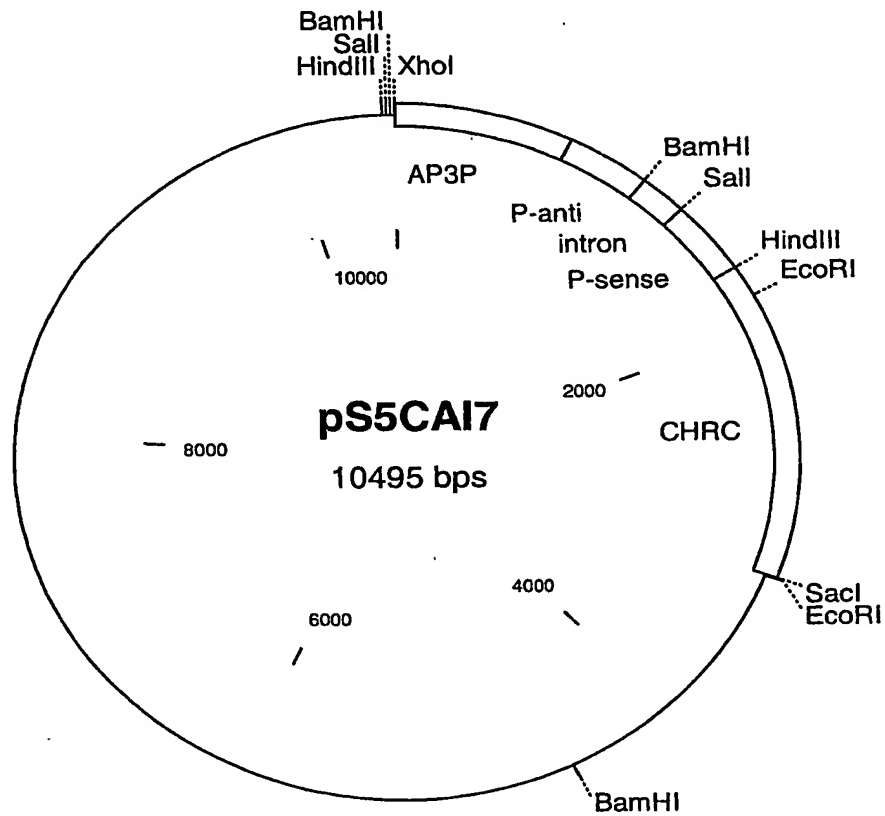 BamHI
SalI
HindIII XhoI
BamHI
AP3P
SalI
P-anti
HindIII
intron
EcoRI
10000
P-sense
2000
pS5CAI7
CHRC
8000
10495 bps
4000
SacI
6000
EcoRI
BamHI